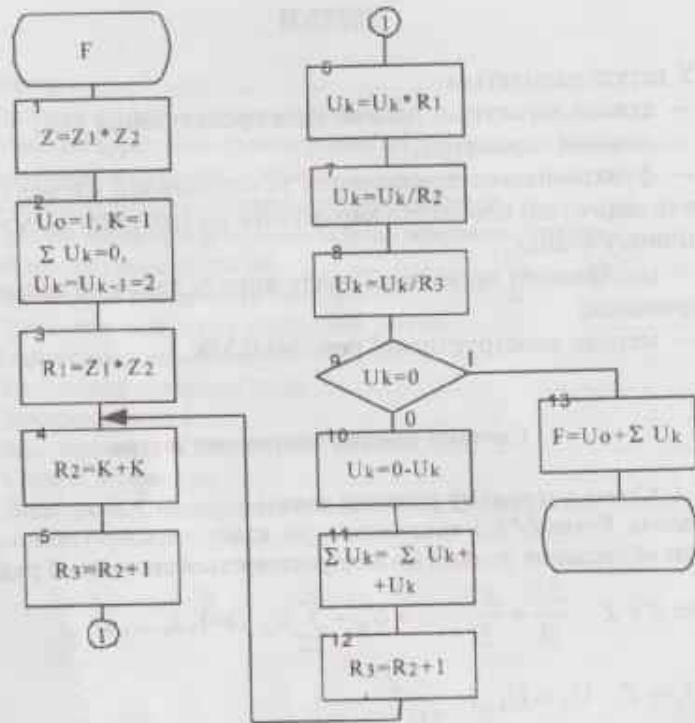 F
1
Z=Z1*Z2
2
Uo=1, K=1
Σ Uk=0,
Uk=Uk-1=2
3
R1=Z1*Z2
4
R2=K+K
5
R3=R2+1
1
1
6
Uk=Uk*R1
7
Uk=Uk/R2
8
Uk=Uk/R3
9
Uk=0
1
0
10
Uk=0-Uk
11
Σ Uk= Σ Uk+
+Uk
12
R3=R2+1
13
F=Uo+Σ Uk